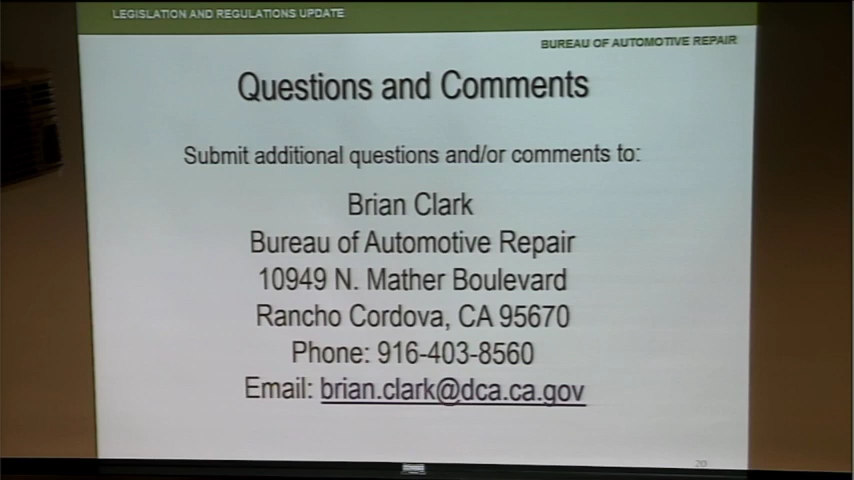 LEGISLATION AND REGULATIONS UPDATE
BUREAU OF AUTOMOTIVE REPAIR
Questions and Comments
Submit additional questions and/or comments to:
Brian Clark
Bureau of Automotive Repair
10949 N. Mather Boulevard
Rancho Cordova, CA 95670
Phone: 916-403-8560
Email: brian.clark@dca.ca.gov
20